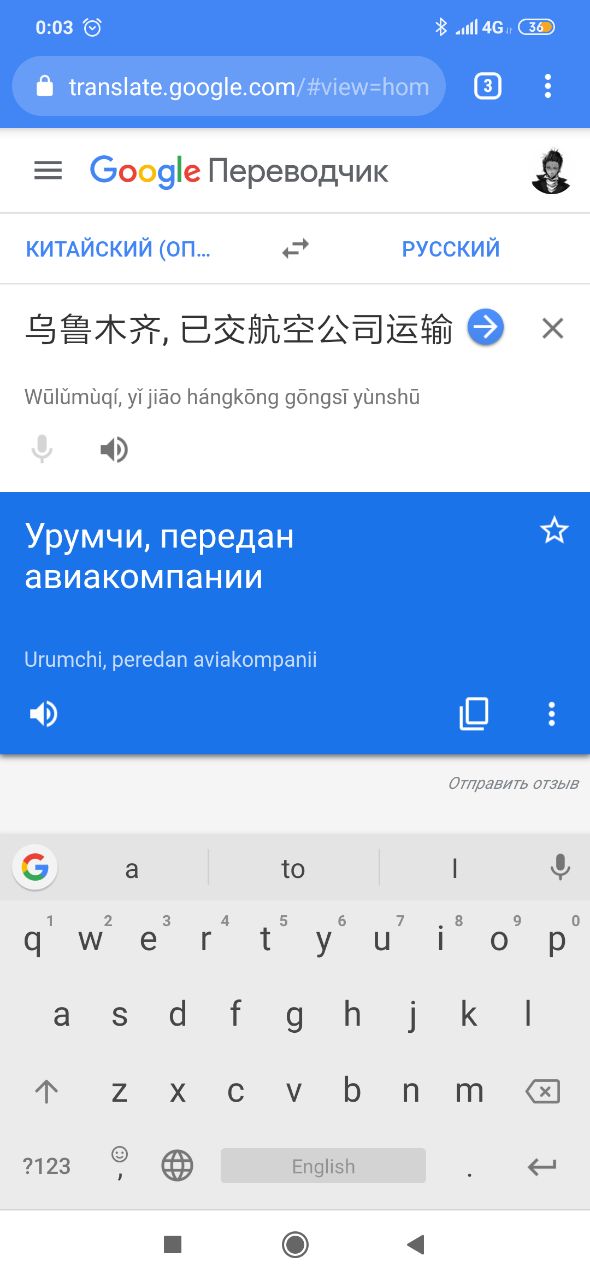 0:03 4G 36
translate.google.com/#view=hom 3
Google Переводчик
КИТАЙСКИЙ (ОП... РУССКИЙ
乌鲁木齐, 已交航空公司运输
Wūlǔmùqí, yǐ jiāo hángkōng gōngsī yùnshū
Урумчи, передан
авиакомпании
Urumchi, peredan aviakompanii
Отправить отзыв
G a to I
1 2 3 4 5 6 7 8 9 0
q w e r t y u i o p
a s d f g h j k l
z x c v b n m
?123 , English .